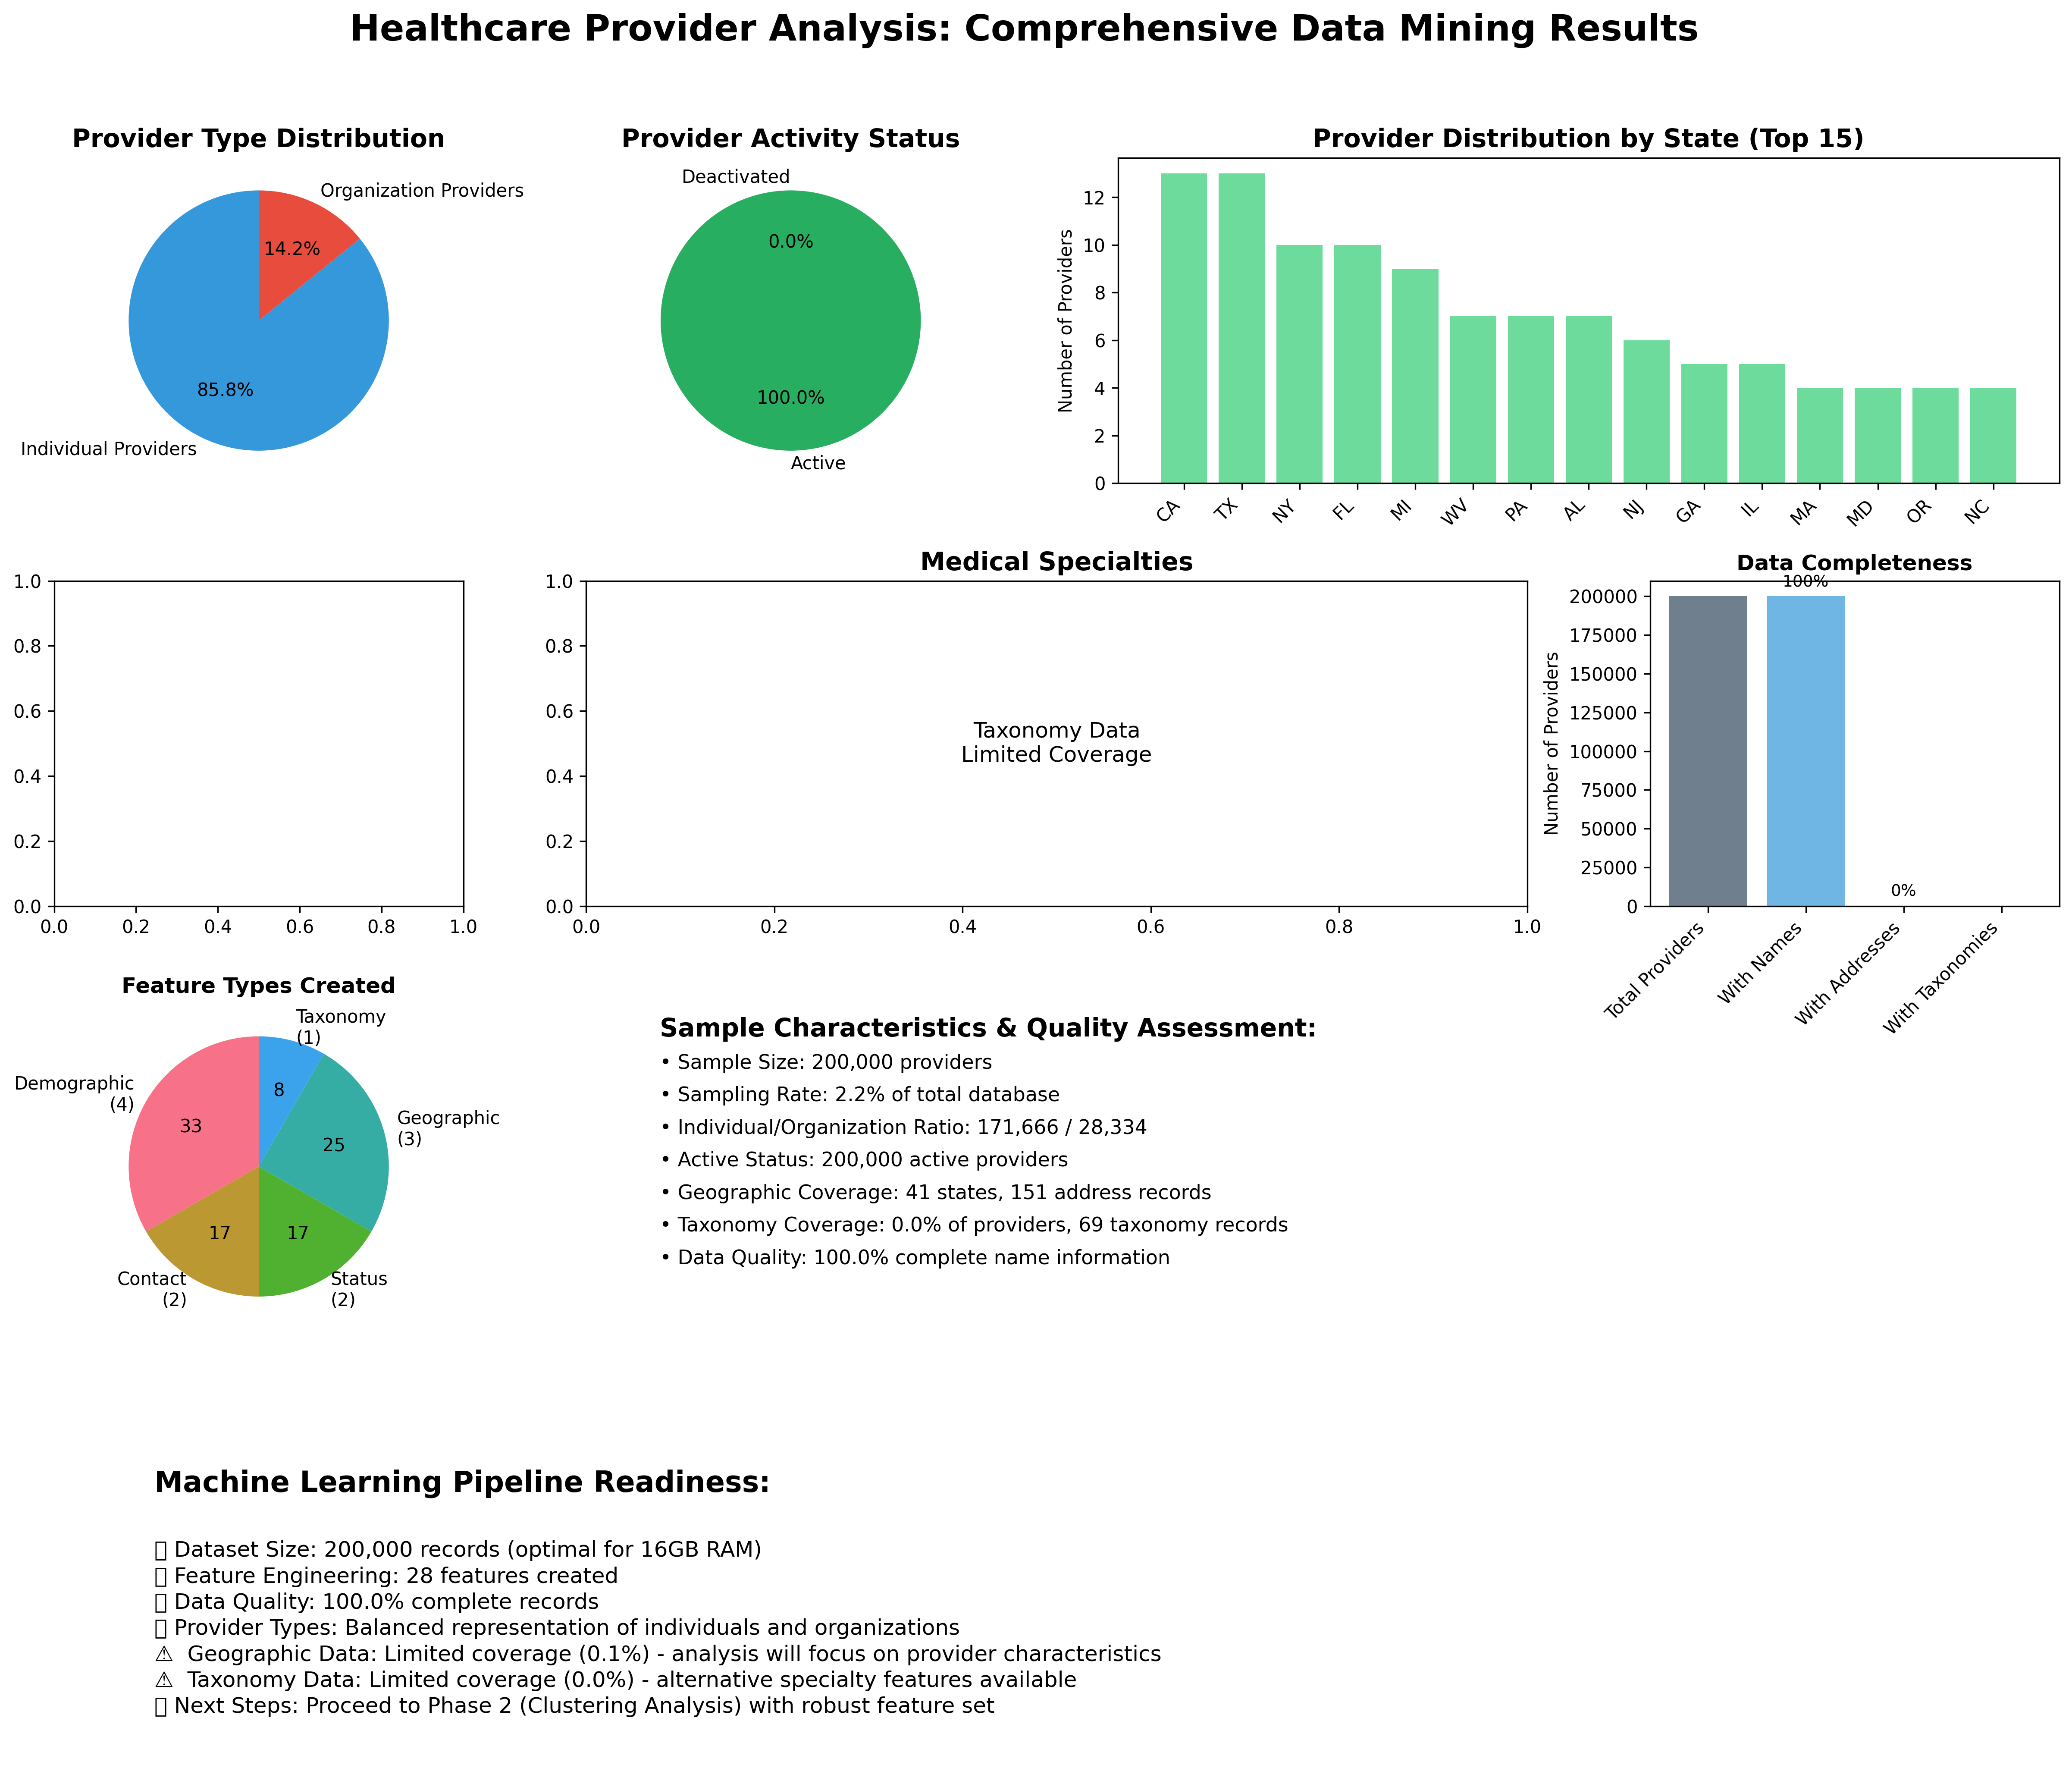 Healthcare Provider Analysis: Comprehensive Data Mining Results
Provider Type Distribution
Organization Providers
14.2%
85.8%
Individual Providers
Provider Activity Status
Deactivated
0.0%
100.0%
Active
Provider Distribution by State (Top 15)
Number of Providers
12
10
8
6
4
2
0
CA
TX
NY
FL
MI
WV
PA
AL
NJ
GA
IL
MA
MD
OR
NC
1.0
0.8
0.6
0.4
0.2
0.0
0.0 0.2 0.4 0.6 0.8 1.0
Medical Specialties
1.0
0.8
0.6
0.4
0.2
0.0
Taxonomy Data
Limited Coverage
0.0 0.2 0.4 0.6 0.8 1.0
Data Completeness
Number of Providers
200000
175000
150000
125000
100000
75000
50000
25000
0
100%
0%
Total Providers
With Names
With Addresses
With Taxonomies
Feature Types Created
Taxonomy
(1)
Demographic
(4)
Geographic
(3)
Contact
(2)
Status
(2)
8
33
25
17
17
Sample Characteristics & Quality Assessment:
• Sample Size: 200,000 providers
• Sampling Rate: 2.2% of total database
• Individual/Organization Ratio: 171,666 / 28,334
• Active Status: 200,000 active providers
• Geographic Coverage: 41 states, 151 address records
• Taxonomy Coverage: 0.0% of providers, 69 taxonomy records
• Data Quality: 100.0% complete name information
Machine Learning Pipeline Readiness:
Dataset Size: 200,000 records (optimal for 16GB RAM)
Feature Engineering: 28 features created
Data Quality: 100.0% complete records
Provider Types: Balanced representation of individuals and organizations
⚠ Geographic Data: Limited coverage (0.1%) - analysis will focus on provider characteristics
⚠ Taxonomy Data: Limited coverage (0.0%) - alternative specialty features available
Next Steps: Proceed to Phase 2 (Clustering Analysis) with robust feature set